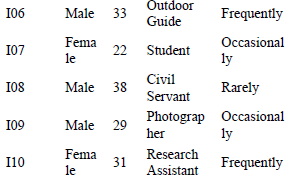 I06 Male 33 Outdoor Guide Frequently
I07 Female 22 Student Occasionally
I08 Male 38 Civil Servant Rarely
I09 Male 29 Photographer Occasionally
I10 Female 31 Research Assistant Frequently